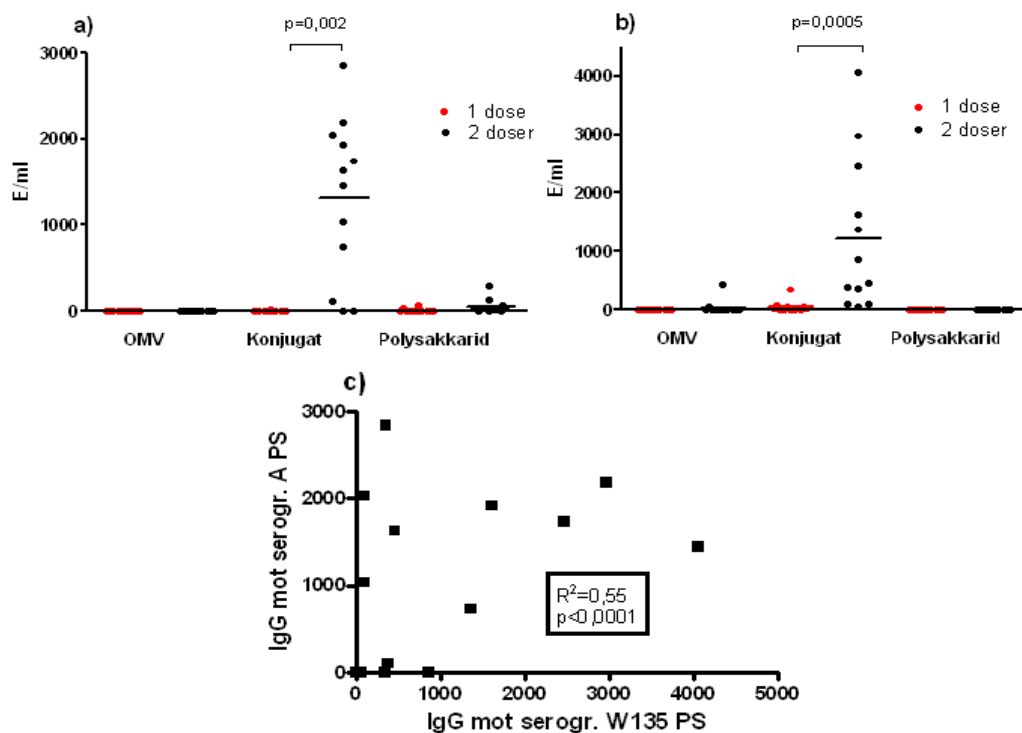 a)
p=0,002
3000
2000
1000
0
E/ml
1 dose
2 doser
OMV
Konjugat
Polysakkarid
b)
p=0,0005
4000
3000
2000
1000
0
E/ml
1 dose
2 doser
OMV
Konjugat
Polysakkarid
c)
3000
2000
1000
0
IgG mot serogr. A PS
R²=0,55
p<0,0001
0 1000 2000 3000 4000 5000
IgG mot serogr. W135 PS